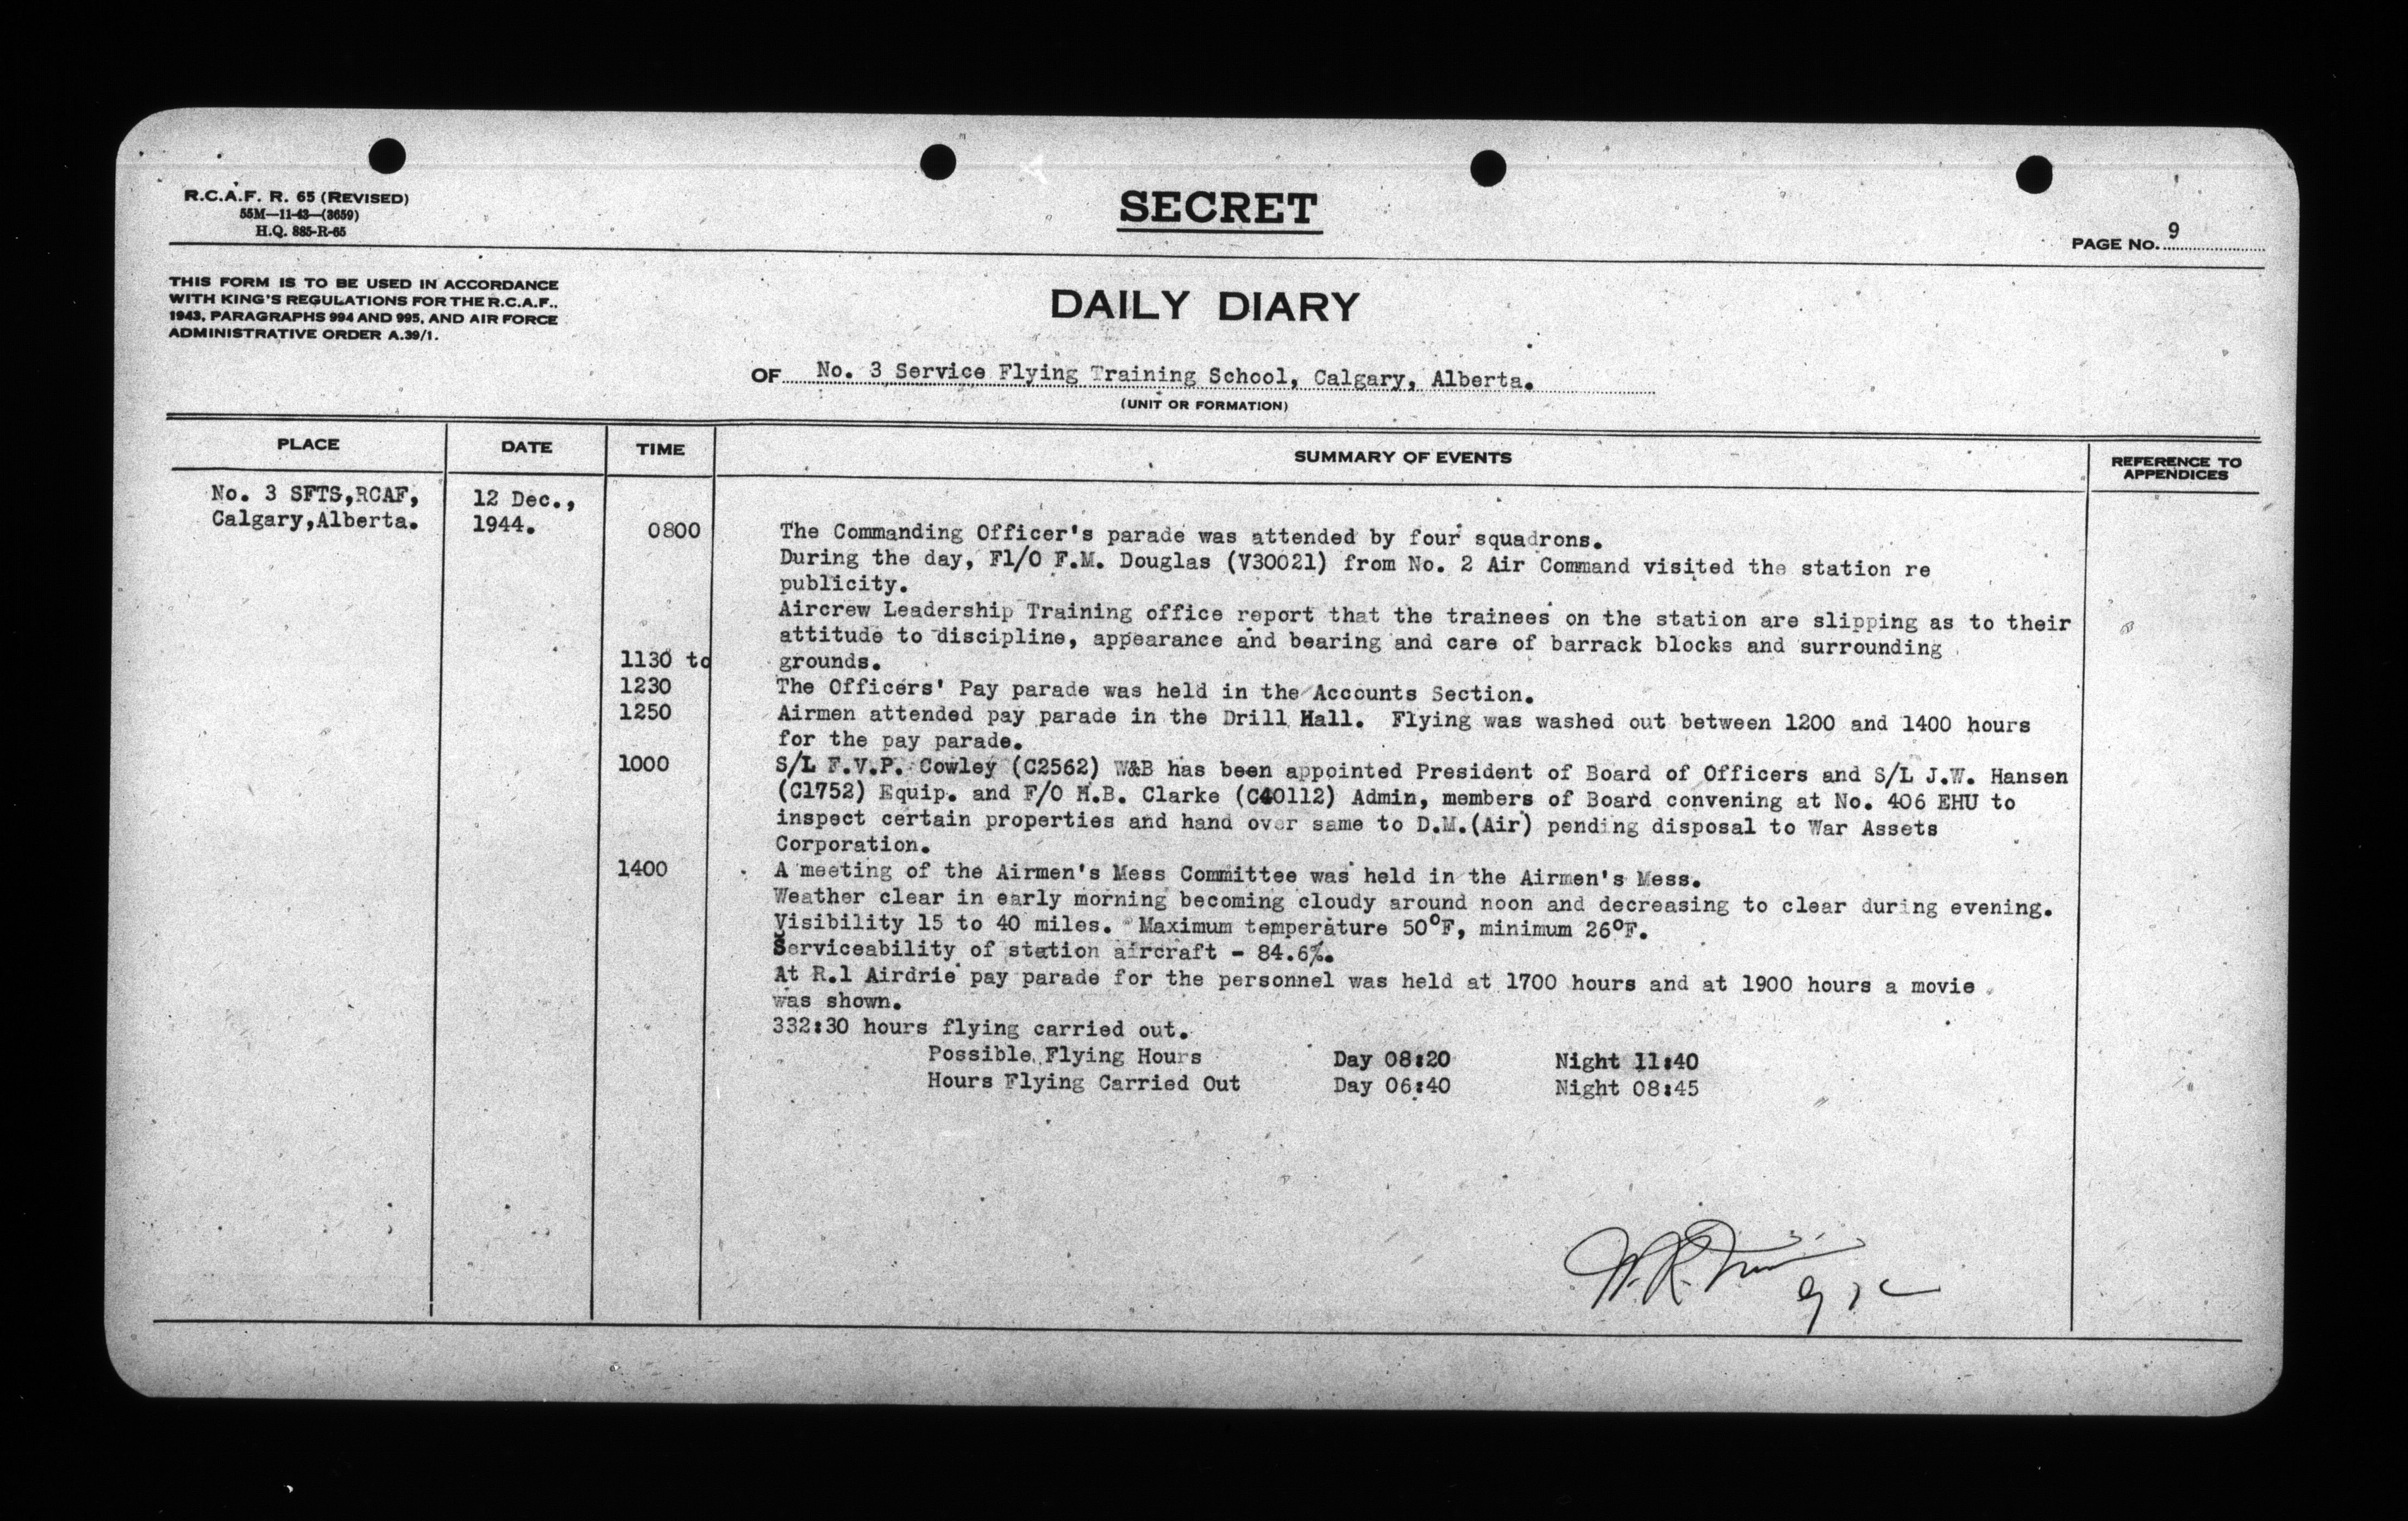 R.C.A.F. R. 65 (REVISED)
55M—11-43—(3659)
H.Q. 885-R-65
SECRET
PAGE NO. 9
THIS FORM IS TO BE USED IN ACCORDANCE
WITH KING'S REGULATIONS FOR THE R.C.A.F.,
1943, PARAGRAPHS 994 AND 995, AND AIR FORCE
ADMINISTRATIVE ORDER A.39/1.
DAILY DIARY
OF No. 3 Service Flying Training School, Calgary, Alberta.
(UNIT OR FORMATION)
PLACE DATE TIME SUMMARY OF EVENTS REFERENCE TO APPENDICES
No. 3 SFTS,RCAF, 12 Dec.,
Calgary,Alberta. 1944. 0800 The Commanding Officer's parade was attended by four squadrons.
During the day, Fl/O F.M. Douglas (V30021) from No. 2 Air Command visited the station re
publicity.
Aircrew Leadership Training office report that the trainees on the station are slipping as to their
attitude to discipline, appearance and bearing and care of barrack blocks and surrounding
1130 to grounds.
1230 The Officers' Pay parade was held in the Accounts Section.
1250 Airmen attended pay parade in the Drill Hall. Flying was washed out between 1200 and 1400 hours
for the pay parade.
1000 S/L F.V.P. Cowley (C2562) W&B has been appointed President of Board of Officers and S/L J.W. Hansen
(C1752) Equip. and F/O H.B. Clarke (C40112) Admin, members of Board convening at No. 406 EHU to
inspect certain properties and hand over same to D.M.(Air) pending disposal to War Assets
Corporation.
1400 A meeting of the Airmen's Mess Committee was held in the Airmen's Mess.
Weather clear in early morning becoming cloudy around noon and decreasing to clear during evening.
Visibility 15 to 40 miles. Maximum temperature 50°F, minimum 26°F.
Serviceability of station aircraft - 84.6%.
At R.1 Airdrie pay parade for the personnel was held at 1700 hours and at 1900 hours a movie
was shown.
332:30 hours flying carried out.
Possible Flying Hours Day 08:20 Night 11:40
Hours Flying Carried Out Day 06:40 Night 08:45